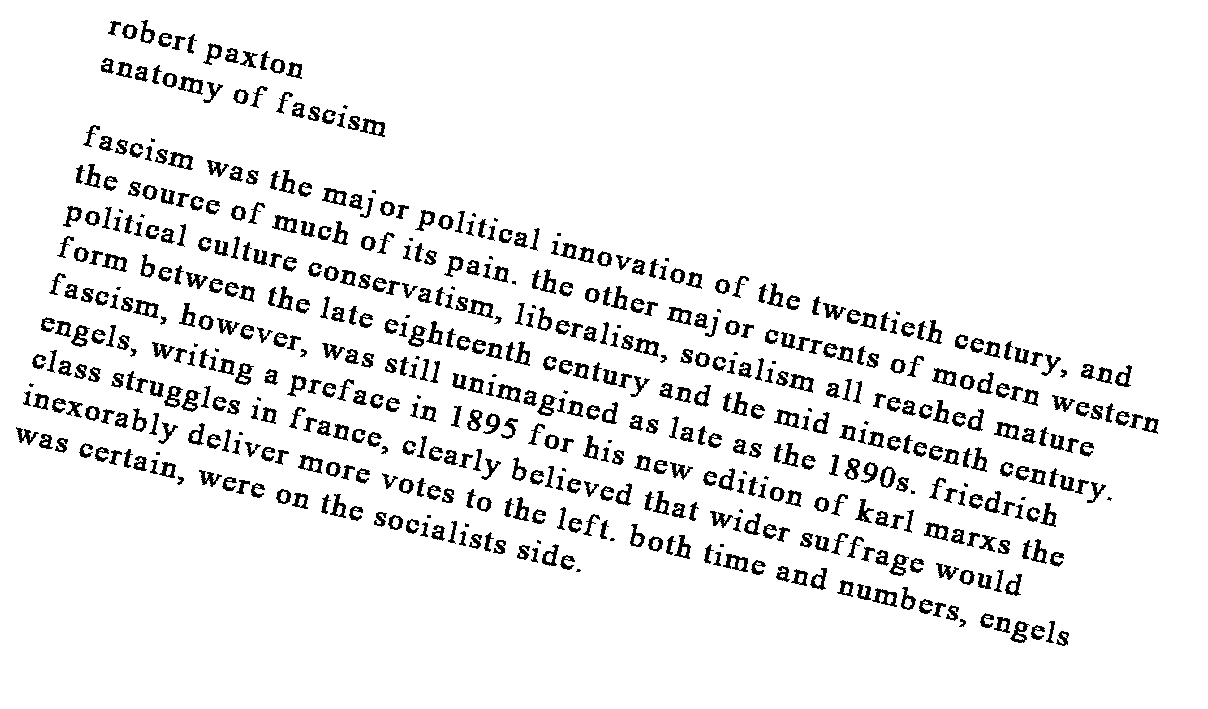 robert paxton
anatomy of fascism

fascism was the major political innovation of the twentieth century, and
the source of much of its pain. the other major currents of modern western
political culture conservatism, liberalism, socialism all reached mature
form between the late eighteenth century and the mid nineteenth century.
fascism, however, was still unimagined as late as the 1890s. friedrich
engels, writing a preface in 1895 for his new edition of karl marxs the
class struggles in france, clearly believed that wider suffrage would
inexorably deliver more votes to the left. both time and numbers, engels
was certain, were on the socialists side.